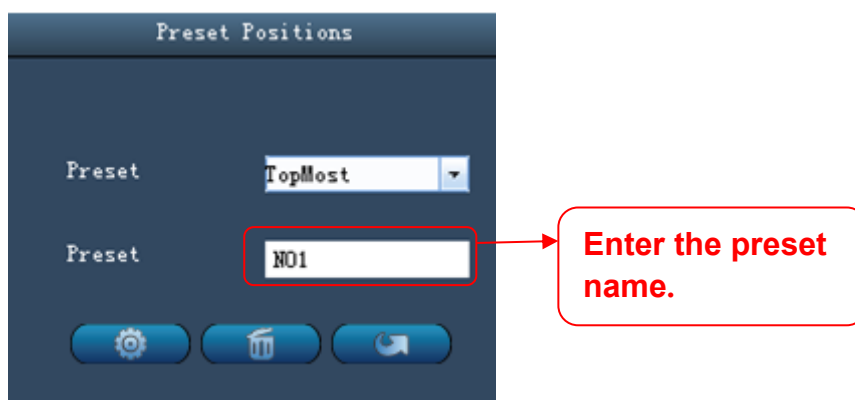 Preset Positions
Preset
TopMost
Preset
NO1
Enter the preset
name.